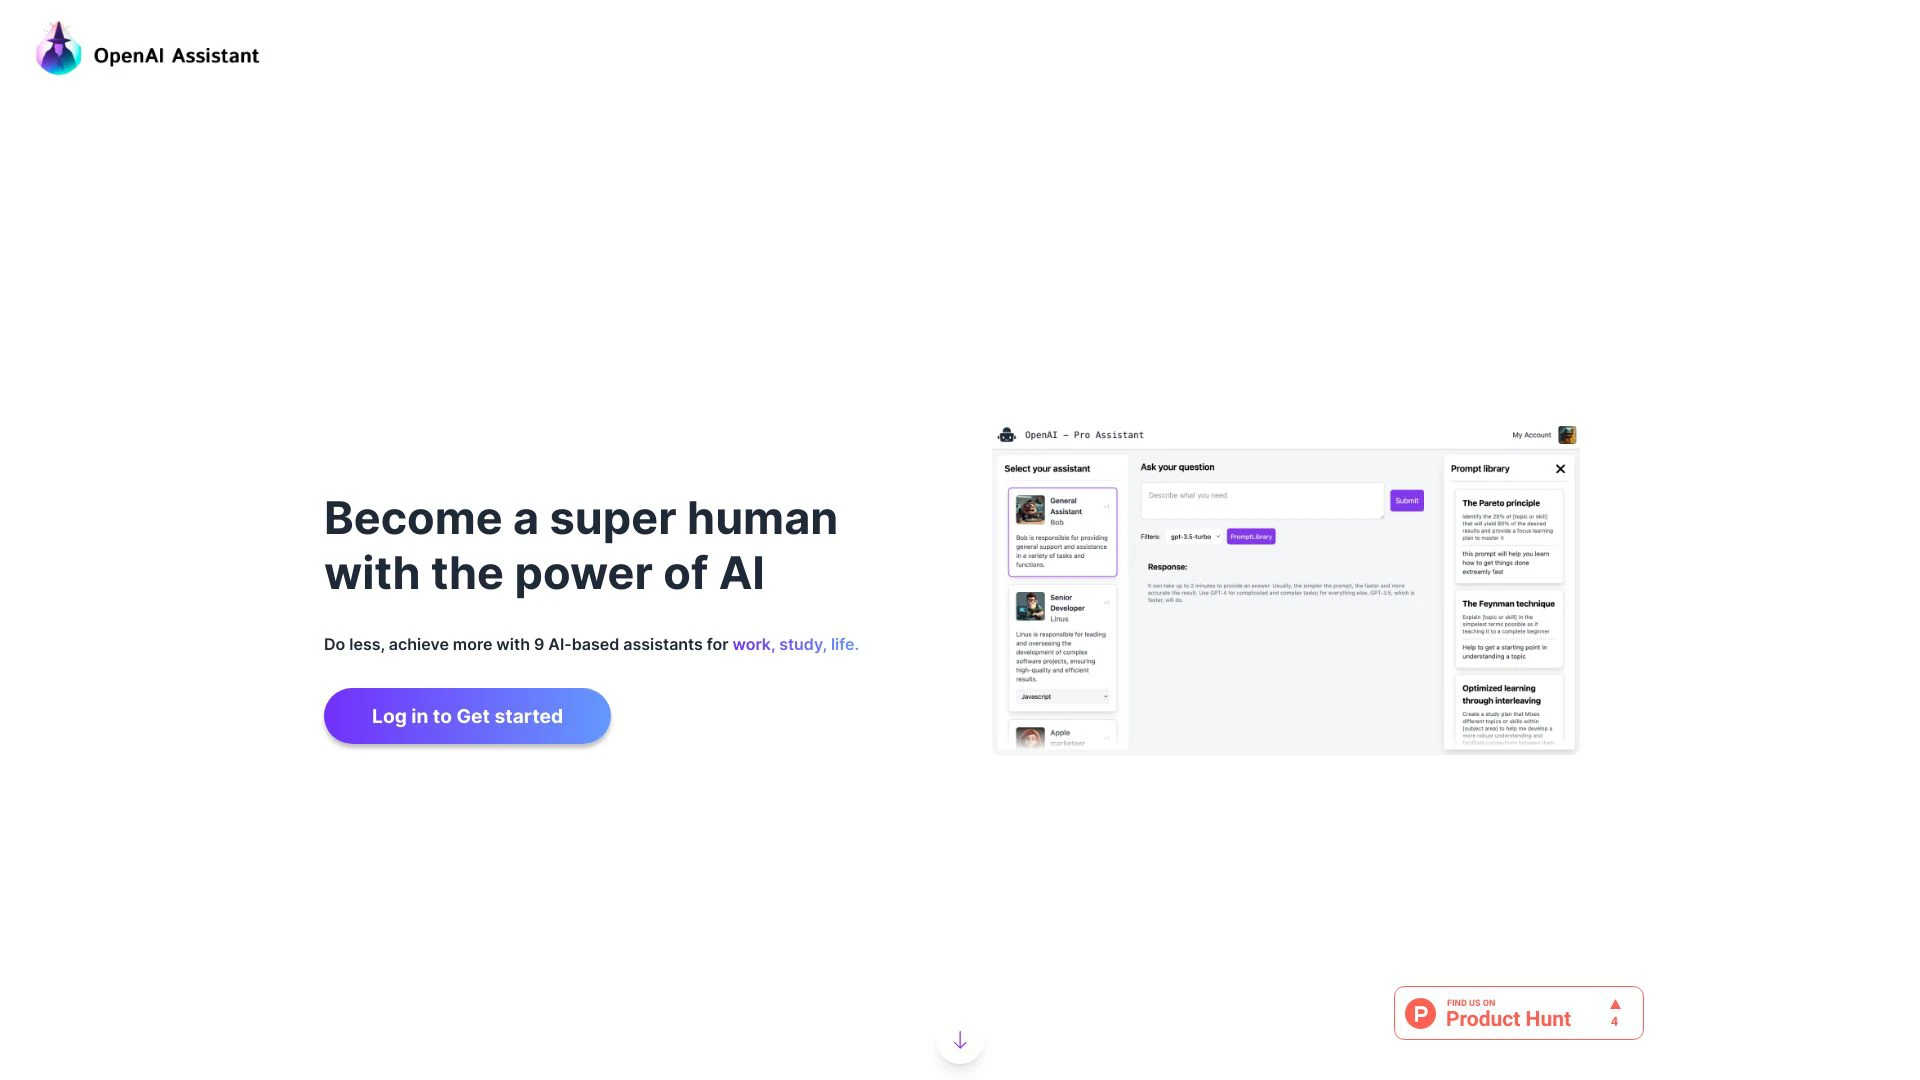 OpenAI Assistant
Become a super human
with the power of AI
Do less, achieve more with 9 AI-based assistants for work, study, life.
Log in to Get started
OpenAI – Pro Assistant
My Account
Select your assistant
General
Assistant
Bob
Bob is responsible for providing
general support and assistance
in a variety of tasks and
functions.
Senior
Developer
Linus
Linus is responsible for leading
and overseeing the
development of complex
software projects, ensuring
high-quality and efficient
results.
Javascript
Apple
marketeer
Ask your question
Describe what you need
Submit
Filters: gpt-3.5-turbo PromptLibrary
Response:
It can take up to 2 minutes to provide an answer. Usually, the simpler the prompt, the faster and more
accurate the result. Use GPT-4 for complicated and complex tasks; for everything else, GPT-3.5, which is
faster, will do.
Prompt library
The Pareto principle
Identify the 20% of [topic or skill]
that will yield 80% of the desired
results and provide a focus learning
plan to master it
this prompt will help you learn
how to get things done
extreamly fast
The Feynman technique
Explain [topic or skill] in the
simplest terms possible as if
teaching it to a complete beginner
Help to get a starting point in
understanding a topic
Optimized learning
through interleaving
Create a study plan that Mixes
different topics or skills within
[subject area] to help me develop a
more robust understanding and
facilitate connections between them
FIND US ON
Product Hunt
4